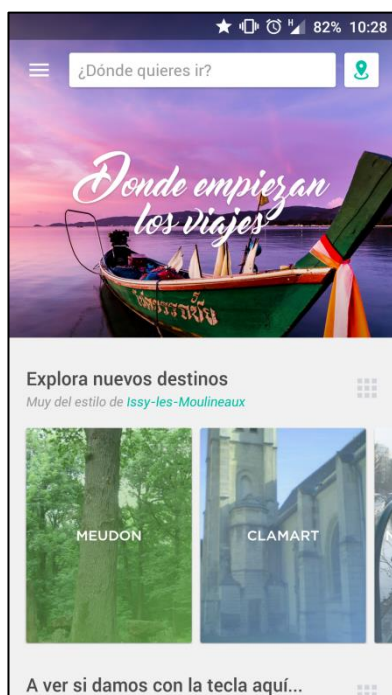 82% 10:28
¿Dónde quieres ir?
Donde empiezan
los viajes
Explora nuevos destinos
Muy del estilo de Issy-les-Moulineaux
MEUDON
CLAMART
A ver si damos con la tecla aquí...